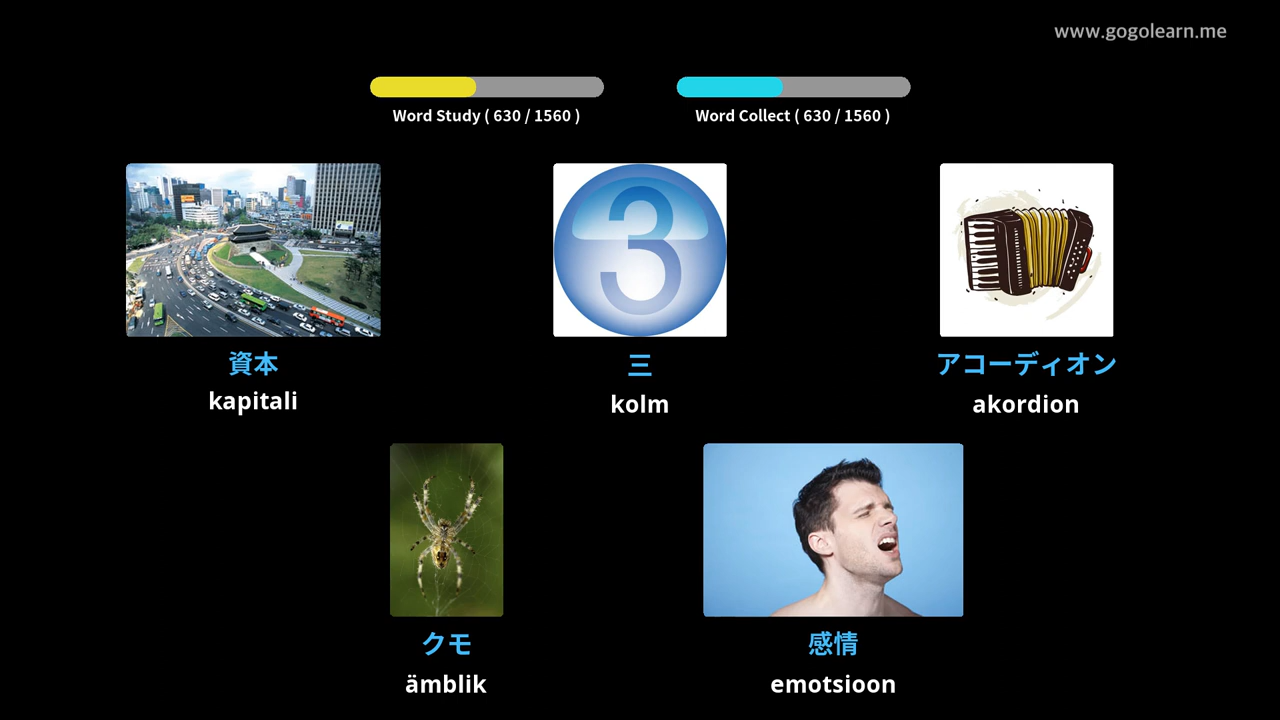 www.gogolearn.me
Word Study ( 630 / 1560 )
Word Collect ( 630 / 1560 )
3
資本
kapitali
三
kolm
アコーディオン
akordion
クモ
ämblik
感情
emotsioon